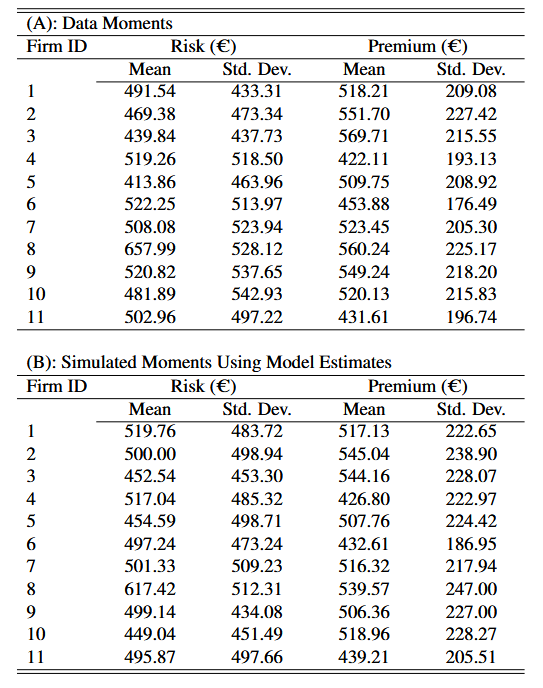 (A): Data Moments
Firm ID Risk (€) Premium (€)
Mean Std. Dev. Mean Std. Dev.
1 491.54 433.31 518.21 209.08
2 469.38 473.34 551.70 227.42
3 439.84 437.73 569.71 215.55
4 519.26 518.50 422.11 193.13
5 413.86 463.96 509.75 208.92
6 522.25 513.97 453.88 176.49
7 508.08 523.94 523.45 205.30
8 657.99 528.12 560.24 225.17
9 520.82 537.65 549.24 218.20
10 481.89 542.93 520.13 215.83
11 502.96 497.22 431.61 196.74
(B): Simulated Moments Using Model Estimates
Firm ID Risk (€) Premium (€)
Mean Std. Dev. Mean Std. Dev.
1 519.76 483.72 517.13 222.65
2 500.00 498.94 545.04 238.90
3 452.54 453.30 544.16 228.07
4 517.04 485.32 426.80 222.97
5 454.59 498.71 507.76 224.42
6 497.24 473.24 432.61 186.95
7 501.33 509.23 516.32 217.94
8 617.42 512.31 539.57 247.00
9 499.14 434.08 506.36 227.00
10 449.04 451.49 518.96 228.27
11 495.87 497.66 439.21 205.51